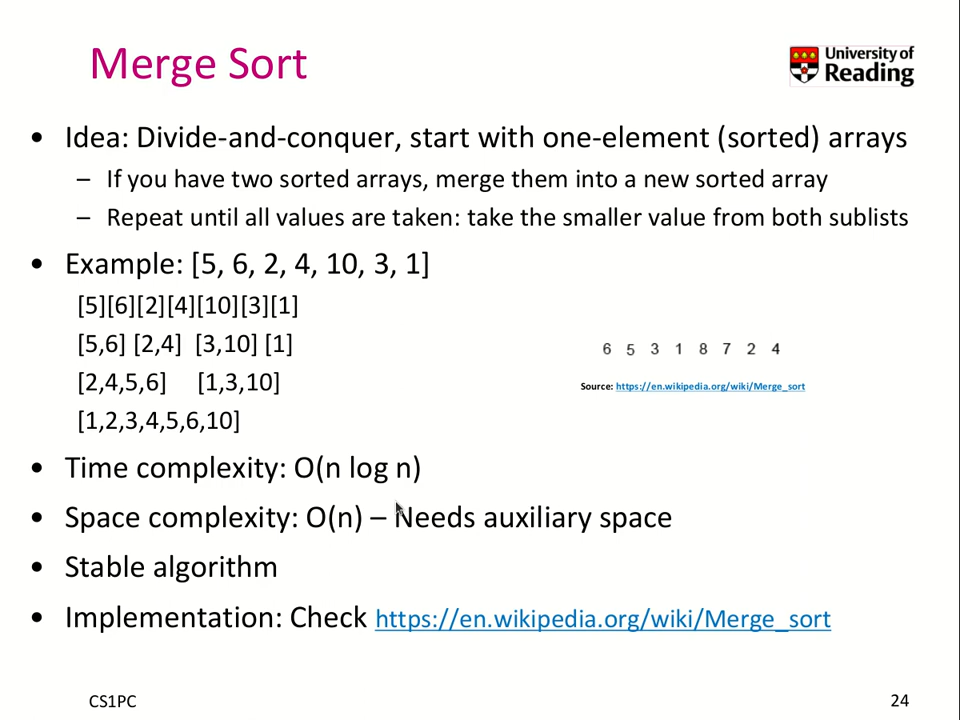 Merge Sort
University of
Reading
• Idea: Divide-and-conquer, start with one-element (sorted) arrays
– If you have two sorted arrays, merge them into a new sorted array
– Repeat until all values are taken: take the smaller value from both sublists
• Example: [5, 6, 2, 4, 10, 3, 1]
[5][6][2][4][10][3][1]
[5,6] [2,4] [3,10] [1]
[2,4,5,6] [1,3,10]
[1,2,3,4,5,6,10]
6 5 3 1 8 7 2 4
Source: https://en.wikipedia.org/wiki/Merge_sort
• Time complexity: O(n log n)
• Space complexity: O(n) – Needs auxiliary space
• Stable algorithm
• Implementation: Check https://en.wikipedia.org/wiki/Merge_sort
CS1PC
24